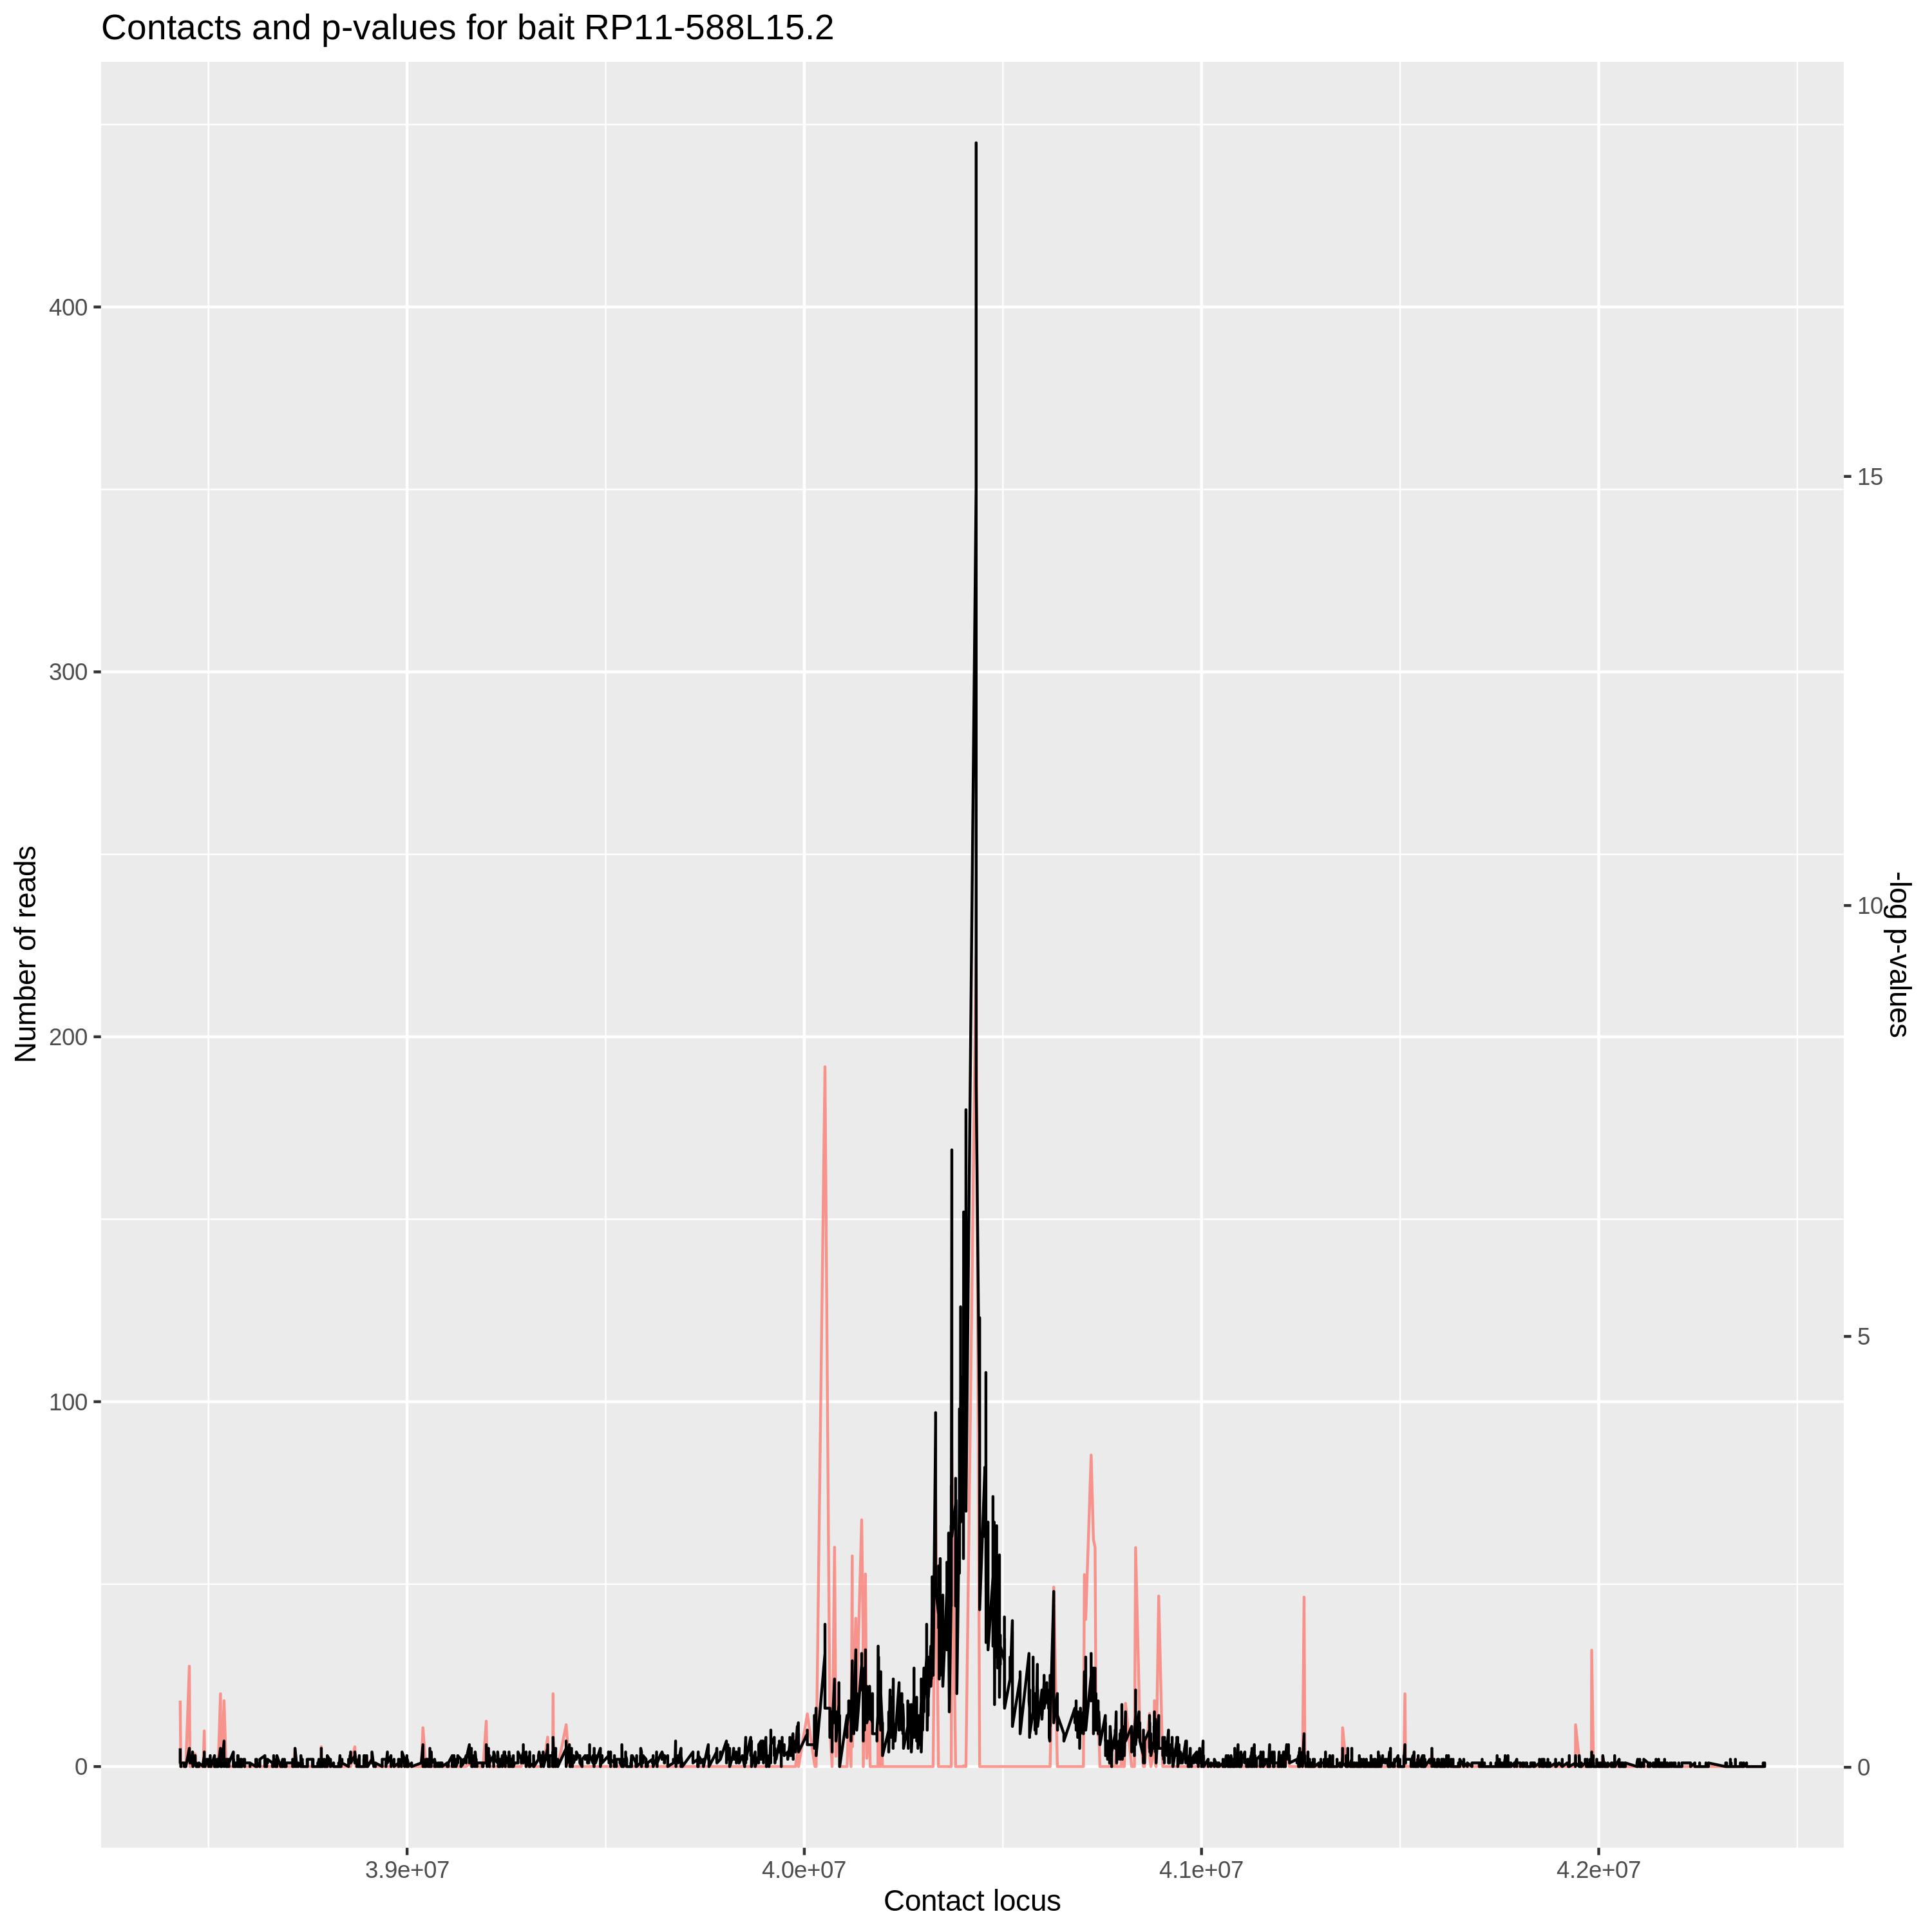 Contacts and p-values for bait RP11-588L15.2
400
300
200
100
0
Number of reads
15
10
5
0
-log p-values
3.9e+07
4.0e+07
4.1e+07
4.2e+07
Contact locus